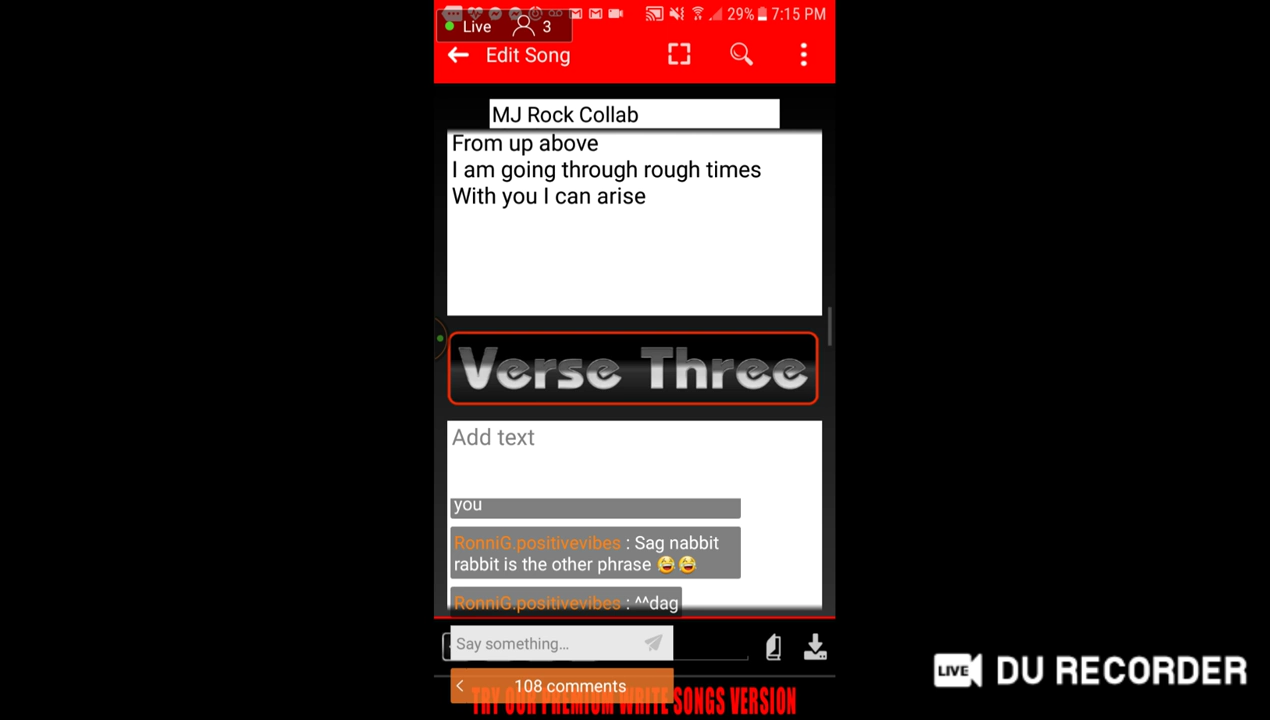 Live 3
29% 7:15 PM
Edit Song
MJ Rock Collab
From up above
I am going through rough times
With you I can arise
Verse Three
Add text
you
RonniG.positivevibes : Sag nabbit
rabbit is the other phrase 😂😂
RonniG.positivevibes : ^^dag
Say something...
108 comments
TRY OUR PREMIUM WRITE SONGS VERSION
LIVE DU RECORDER